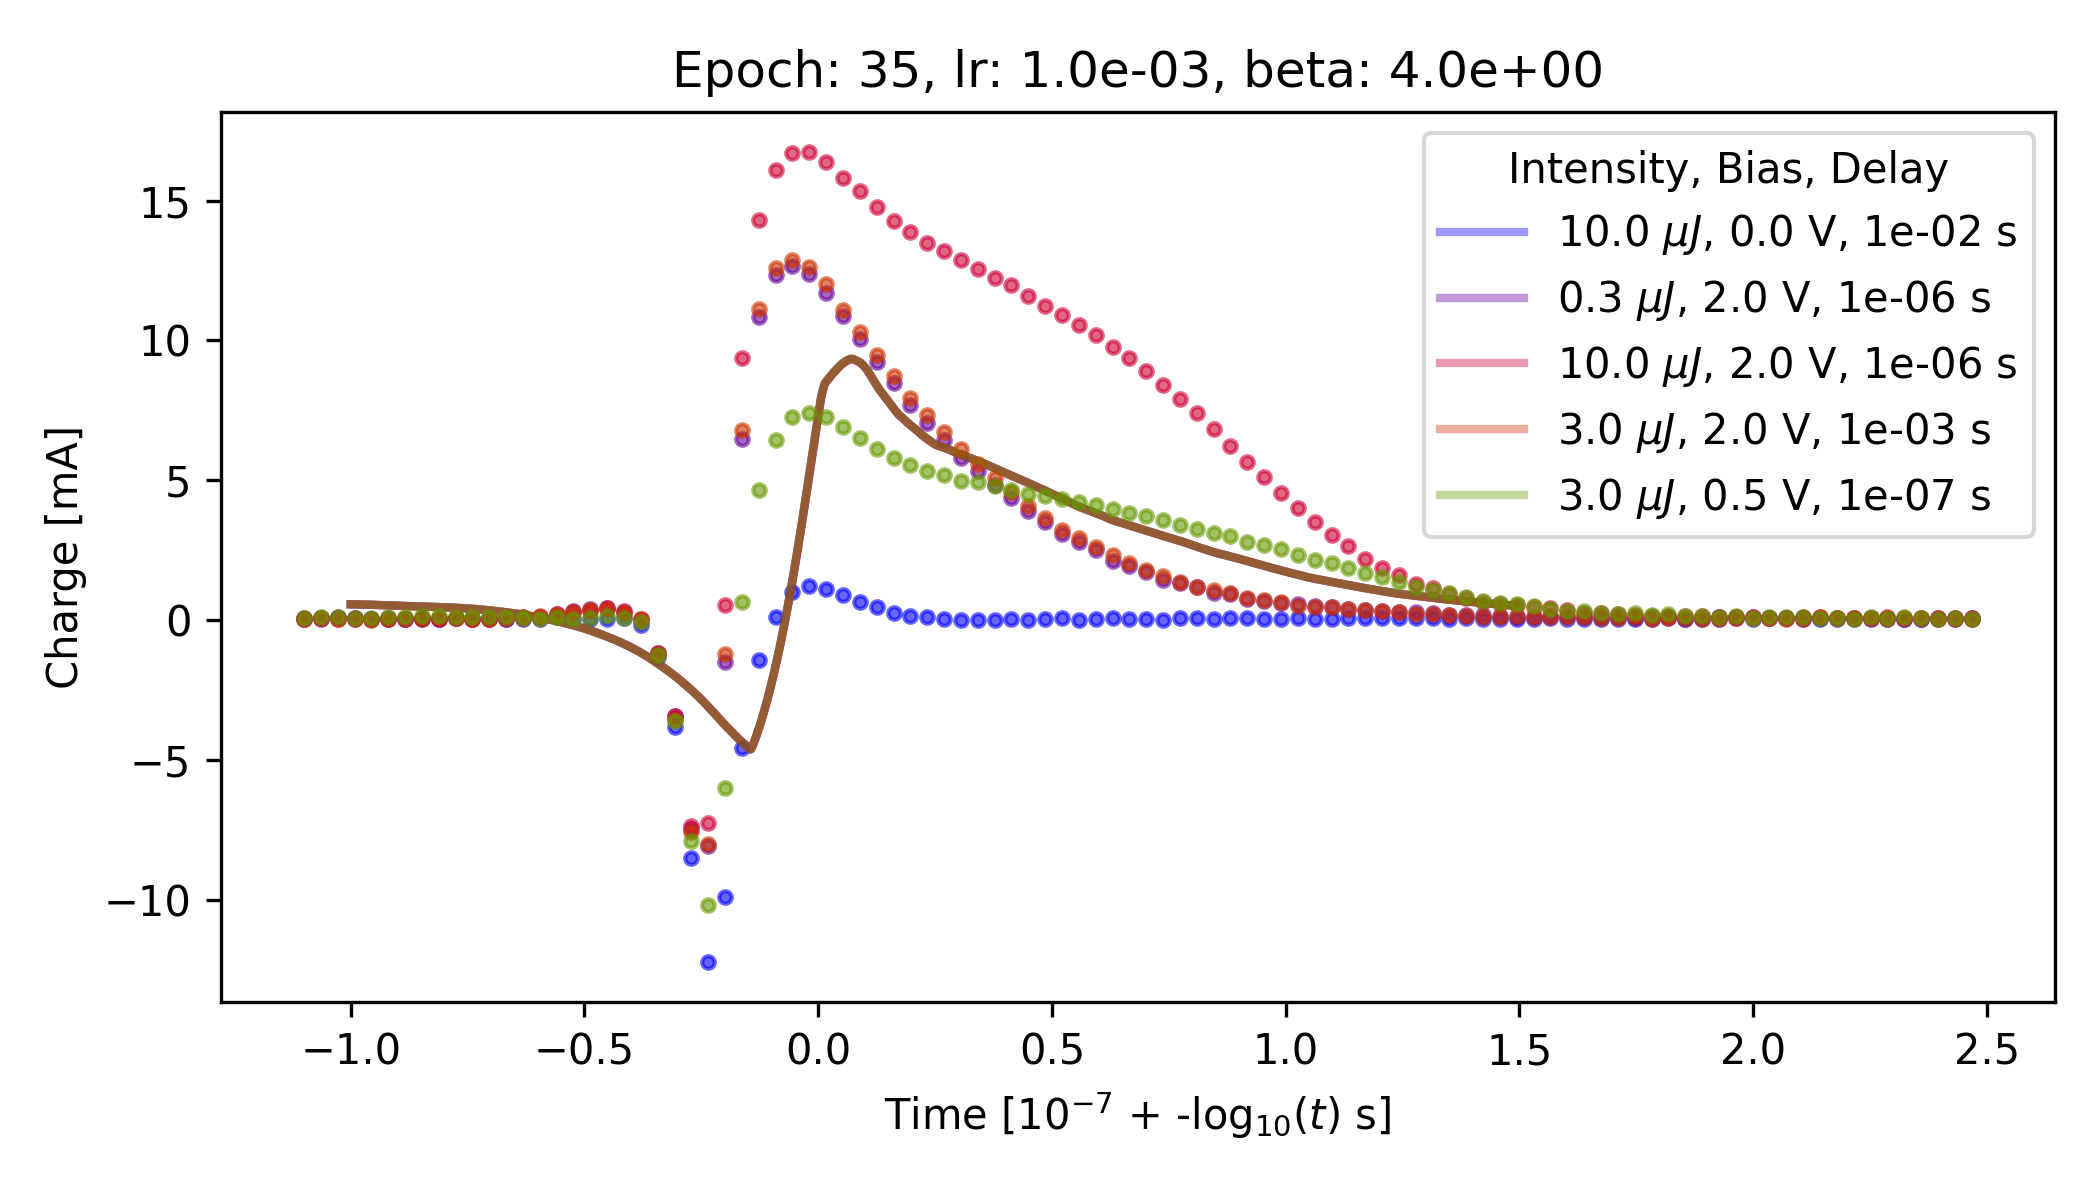 Epoch: 35, lr: 1.0e-03, beta: 4.0e+00
Intensity, Bias, Delay
10.0 μJ, 0.0 V, 1e-02 s
0.3 μJ, 2.0 V, 1e-06 s
10.0 μJ, 2.0 V, 1e-06 s
3.0 μJ, 2.0 V, 1e-03 s
3.0 μJ, 0.5 V, 1e-07 s
Charge [mA]
15
10
5
0
−5
−10
−1.0 −0.5 0.0 0.5 1.0 1.5 2.0 2.5
Time [10⁻⁷ + -log₁₀(t) s]